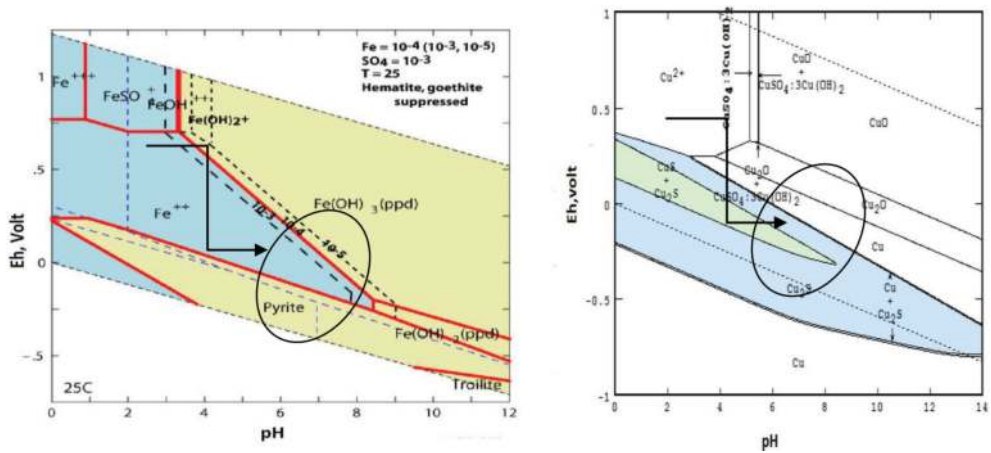 Fe = 10-4 (10-3, 10-5)
SO4 = 10-3
T = 25
Hematite, goethite
suppressed
Fe+++
FeSO4+
FeOH++
Fe(OH)2+
Fe++
Fe(OH)3(ppd)
10-3
10-4
10-5
Pyrite
Fe(OH)2(ppd)
Troilite
25C
Eh, Volt
1
.5
0
-.5
0
2
4
6
8
10
12
pH
Cu2+
CuSO4:3Cu(OH)2
CuO
+
CuSO4:3Cu(OH)2
CuO
Cu2O
+
CuSO4:3Cu(OH)2
CuS
+
Cu2S
Cu2O
Cu
Cu2S
Cu
+
Cu2S
Cu
Eh,volt
1
0.5
0
-0.5
-1
0
2
4
6
8
10
12
14
pH